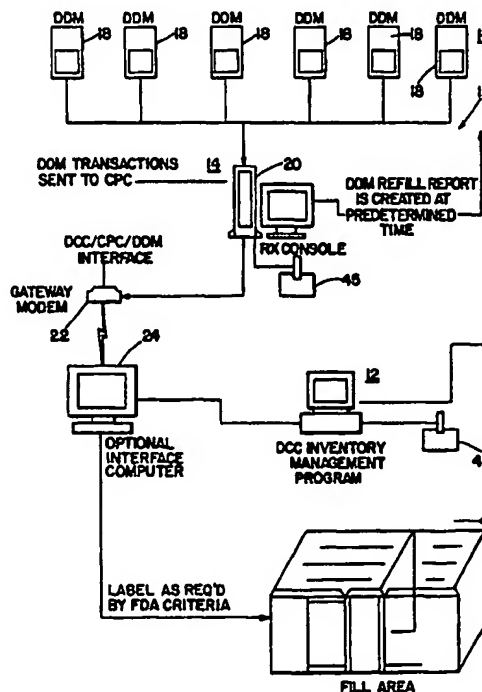 DDM DDM DDM DDM DDM DDM
18 18 18 18 18
18
DDM TRANSACTIONS
SENT TO CPC
14
20
DDM REFILL REPORT
IS CREATED AT
PREDETERMINED
TIME
RX CONSOLE
DCC/CPC/DDM
INTERFACE
46
GATEWAY
MODEM
22
24
12
OPTIONAL
INTERFACE
COMPUTER
DCC INVENTORY
MANAGEMENT
PROGRAM
LABEL AS REQ'D
BY FDA CRITERIA
FILL AREA